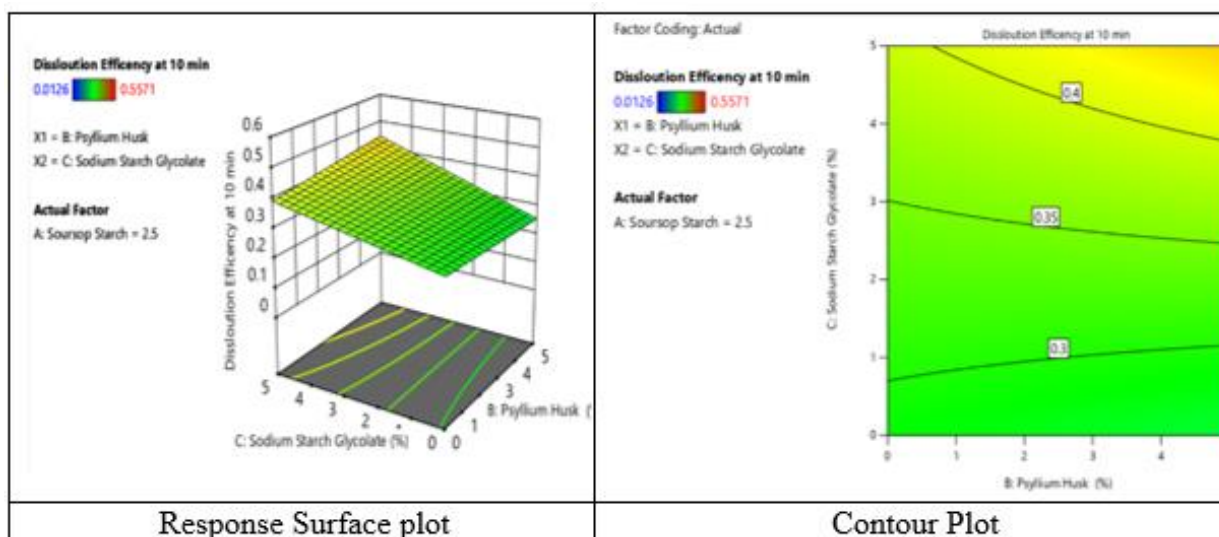 Dissloution Efficency at 10 min
0.0126 0.5571
X1 = B: Psyllium Husk
X2 = C: Sodium Starch Glycolate
Actual Factor
A: Soursop Starch = 2.5
Dissloution Efficency at 10 min
0.6
0.5
0.4
0.3
0.2
0.1
0
5
4
3
2
1
0
C: Sodium Starch Glycolate (%)
0
1
3
4
5
B: Psyllium Husk (
Response Surface plot
Factor Coding: Actual
Dissloution Efficency at 10 min
0.0126 0.5571
X1 = B: Psyllium Husk
X2 = C: Sodium Starch Glycolate
Actual Factor
A: Soursop Starch = 2.5
Dissloution Efficency at 10 min
C: Sodium Starch Glycolate (%)
5
4
3
2
1
0
0.4
0.35
0.3
0 1 2 3 4
B: Psyllium Husk (%)
Contour Plot